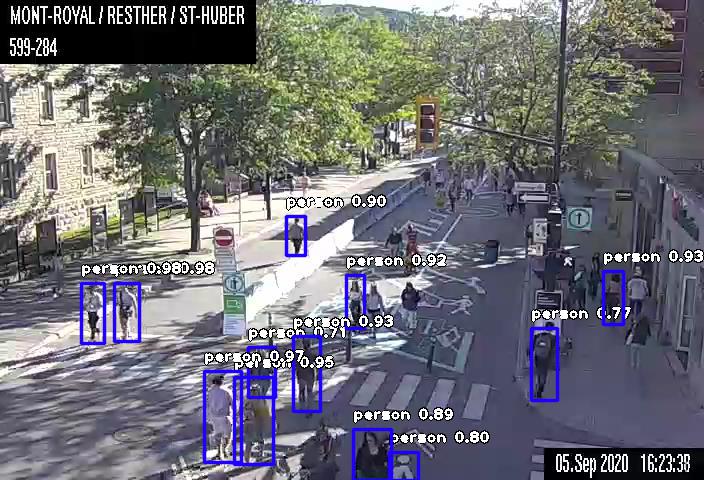 MONT-ROYAL / RESTHER / ST-HUBER
599-284
person 0.90
person 0.98
0.98
person 0.92
person 0.93
person 0.93
person 0.77
person 0.71
person 0.97
person 0.95
person 0.89
person 0.80
05.Sep 2020 16:23:38